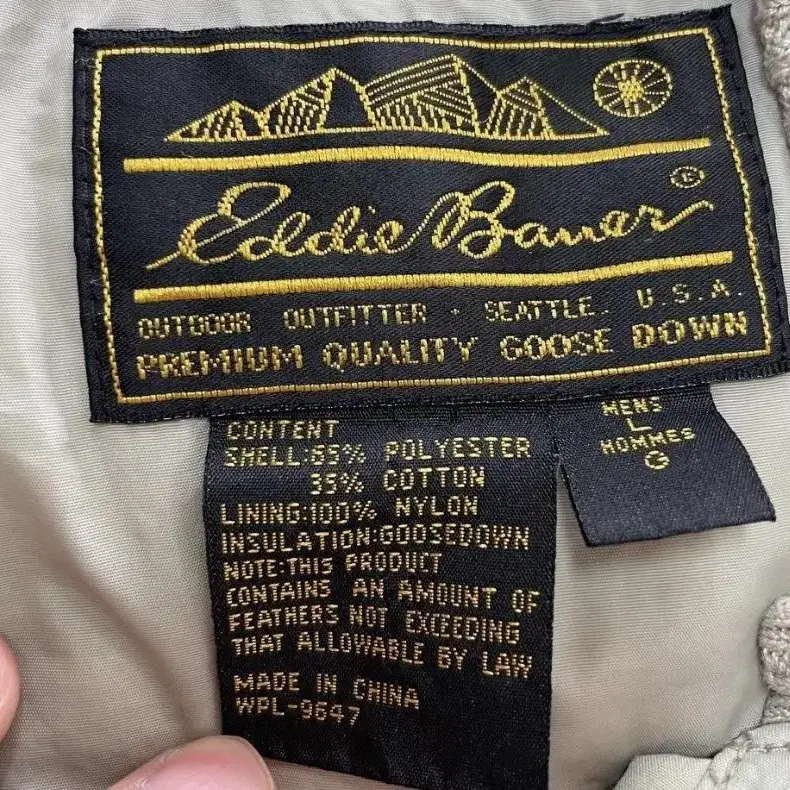 Eddie Bauer ®
OUTDOOR OUTFITTER · SEATTLE. U.S.A.
PREMIUM QUALITY GOOSE DOWN
CONTENT
SHELL:65% POLYESTER
35% COTTON
LINING:100% NYLON
INSULATION:GOOSEDOWN
NOTE:THIS PRODUCT
CONTAINS AN AMOUNT OF
FEATHERS NOT EXCEEDING
THAT ALLOWABLE BY LAW
MADE IN CHINA
WPL-9647
MENS
L
HOMMES
G